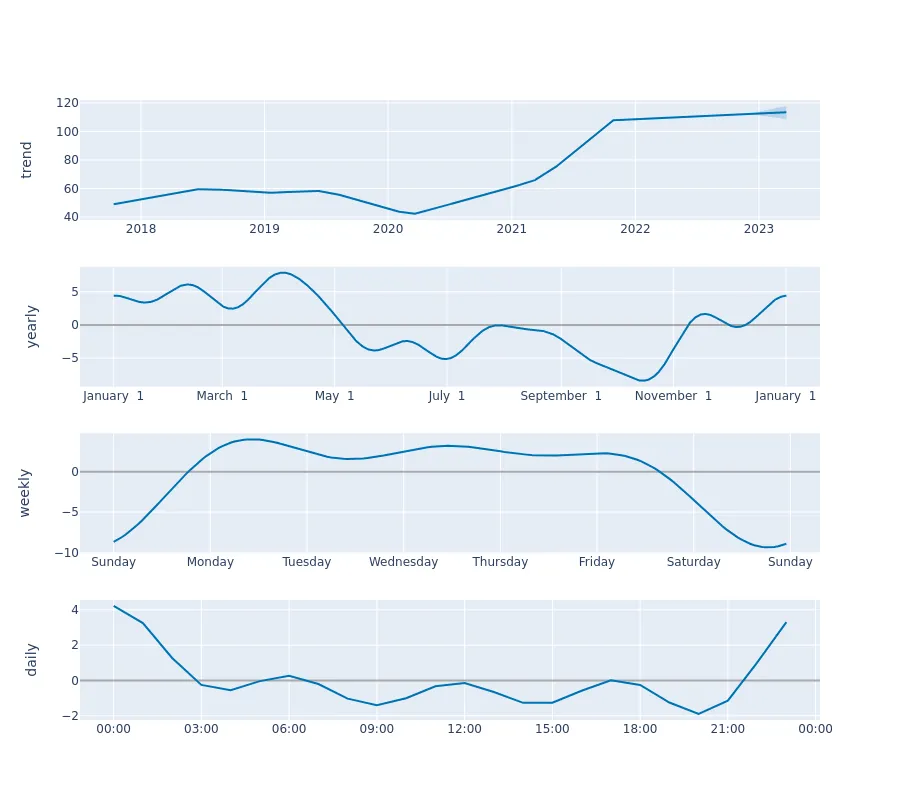 trend
120
100
80
60
40
2018 2019 2020 2021 2022 2023
yearly
5
0
−5
January 1 March 1 May 1 July 1 September 1 November 1 January 1
weekly
0
−5
−10
Sunday Monday Tuesday Wednesday Thursday Friday Saturday Sunday
daily
4
2
0
−2
00:00 03:00 06:00 09:00 12:00 15:00 18:00 21:00 00:00